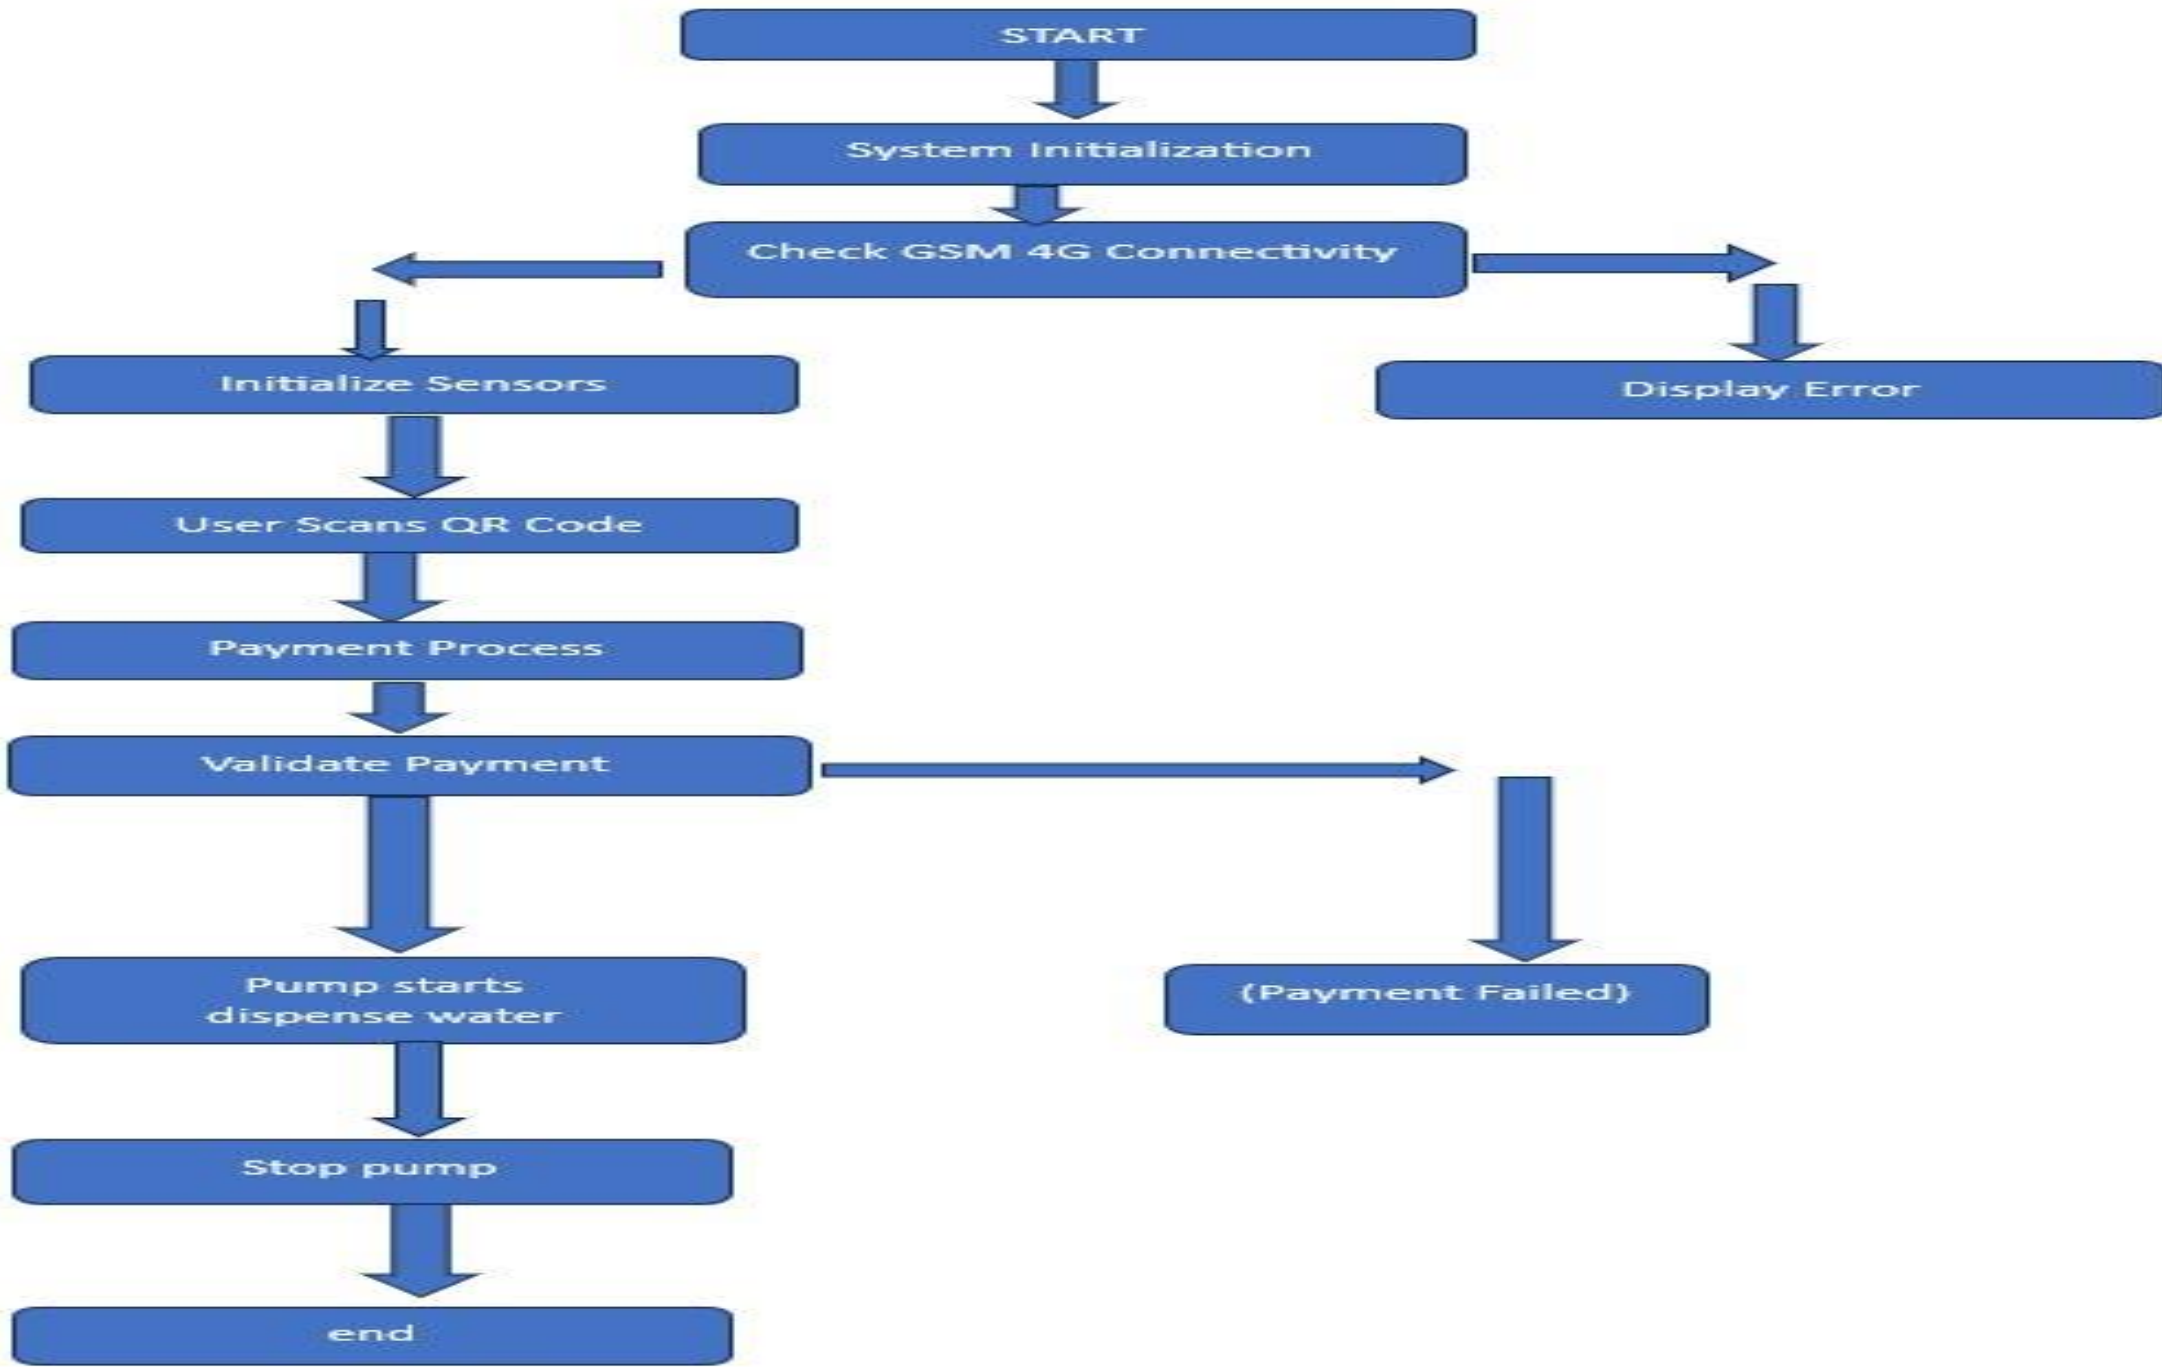 START
System Initialization
Check GSM 4G Connectivity
Initialize Sensors
Display Error
User Scans QR Code
Payment Process
Validate Payment
Pump starts
dispense water
(Payment Failed)
Stop pump
end